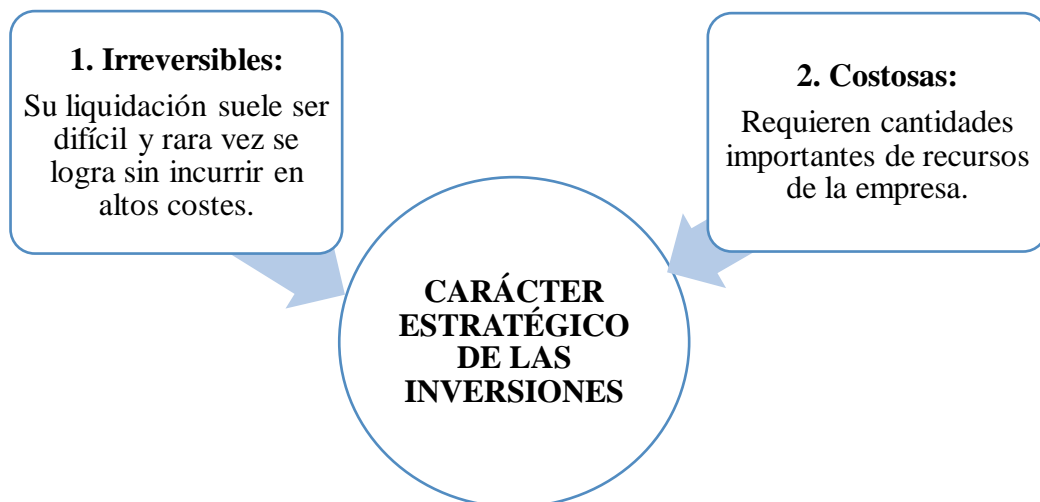 1. Irreversibles:
Su liquidación suele ser
difícil y rara vez se
logra sin incurrir en
altos costes.
2. Costosas:
Requieren cantidades
importantes de recursos
de la empresa.
CARÁCTER
ESTRATÉGICO
DE LAS
INVERSIONES